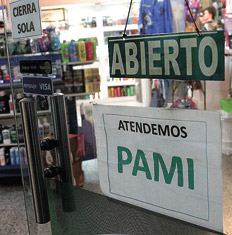 CIERRA
SOLA
ABIERTO
VISA
ATENDEMOS
PAMI